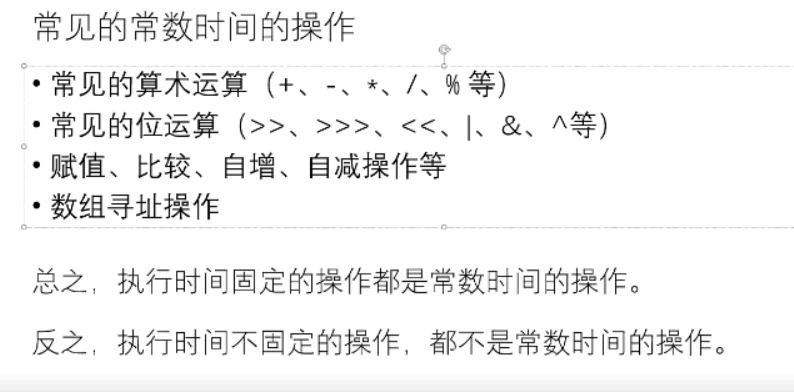 常见的常数时间的操作
• 常见的算术运算（+、-、*、/、% 等）
• 常见的位运算（>>、>>>、<<、|、&、^等）
• 赋值、比较、自增、自减操作等
• 数组寻址操作
总之，执行时间固定的操作都是常数时间的操作。
反之，执行时间不固定的操作，都不是常数时间的操作。